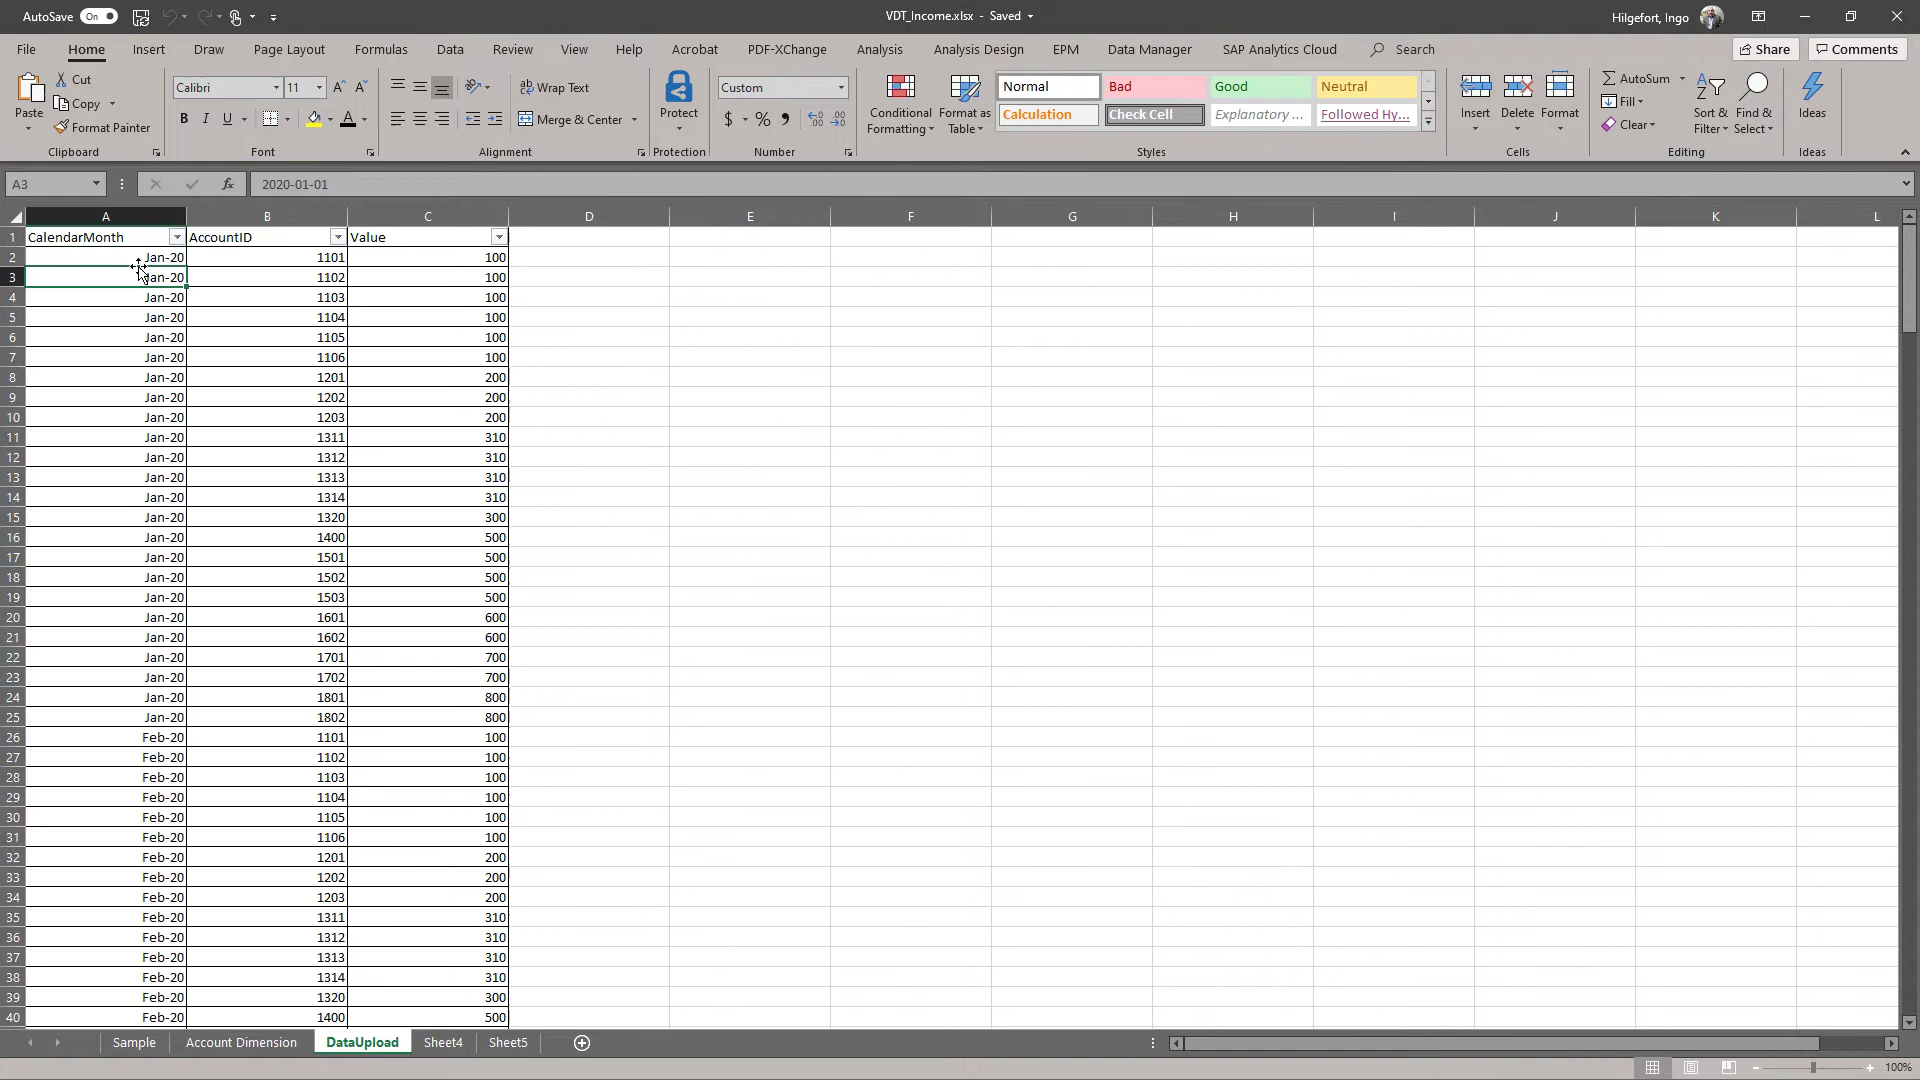 AutoSave On VDT_Income.xlsx - Saved Hilgefort, Ingo
File Home Insert Draw Page Layout Formulas Data Review View Help Acrobat PDF-XChange Analysis Analysis Design EPM Data Manager SAP Analytics Cloud Search Share Comments
Paste Cut Copy Format Painter Clipboard
Calibri 11 B I U A Font
Wrap Text Merge & Center Alignment
Protect Protection
Custom $ % Number
Conditional Formatting Format as Table Normal Bad Good Neutral
Calculation Check Cell Explanatory ... Followed Hy... Styles
Insert Delete Format Cells
AutoSum Fill Clear Sort & Filter Find & Select Editing
Ideas Ideas
A3 fx 2020-01-01
A B C D E F G H I J K L
1 CalendarMonth AccountID Value
2 Jan-20 1101 100
3 Jan-20 1102 100
4 Jan-20 1103 100
5 Jan-20 1104 100
6 Jan-20 1105 100
7 Jan-20 1106 100
8 Jan-20 1201 200
9 Jan-20 1202 200
10 Jan-20 1203 200
11 Jan-20 1311 310
12 Jan-20 1312 310
13 Jan-20 1313 310
14 Jan-20 1314 310
15 Jan-20 1320 300
16 Jan-20 1400 500
17 Jan-20 1501 500
18 Jan-20 1502 500
19 Jan-20 1503 500
20 Jan-20 1601 600
21 Jan-20 1602 600
22 Jan-20 1701 700
23 Jan-20 1702 700
24 Jan-20 1801 800
25 Jan-20 1802 800
26 Feb-20 1101 100
27 Feb-20 1102 100
28 Feb-20 1103 100
29 Feb-20 1104 100
30 Feb-20 1105 100
31 Feb-20 1106 100
32 Feb-20 1201 200
33 Feb-20 1202 200
34 Feb-20 1203 200
35 Feb-20 1311 310
36 Feb-20 1312 310
37 Feb-20 1313 310
38 Feb-20 1314 310
39 Feb-20 1320 300
40 Feb-20 1400 500
Sample Account Dimension DataUpload Sheet4 Sheet5
100%